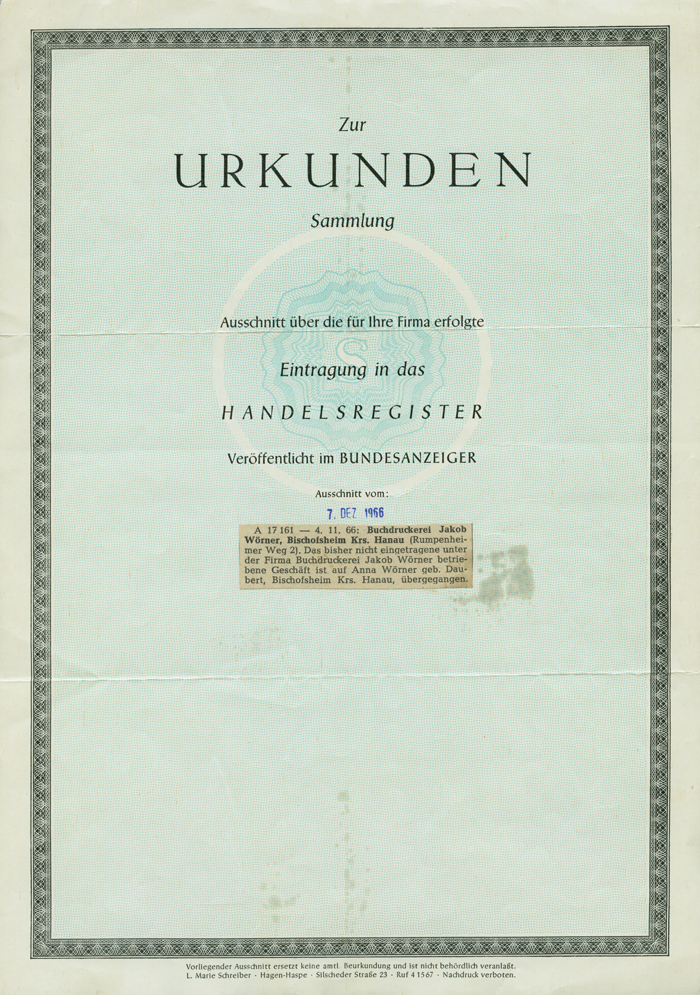 Zur
URKUNDEN
Sammlung
Ausschnitt über die für Ihre Firma erfolgte
S
Eintragung in das
HANDELSREGISTER
Veröffentlicht im BUNDESANZEIGER
Ausschnitt vom:
7. DEZ 1966
A 17 161 — 4. 11. 66: Buchdruckerei Jakob
Wörner, Bischofsheim Krs. Hanau (Rumpenhei-
mer Weg 2). Das bisher nicht eingetragene unter
der Firma Buchdruckerei Jakob Wörner betrie-
bene Geschäft ist auf Anna Wörner geb. Dau-
bert, Bischofsheim Krs. Hanau, übergegangen.
Vorliegender Ausschnitt ersetzt keine amtl. Beurkundung und ist nicht behördlich veranlaßt.
L. Marie Schreiber · Hagen-Haspe · Silscheder Straße 23 · Ruf 4 1567 · Nachdruck verboten.